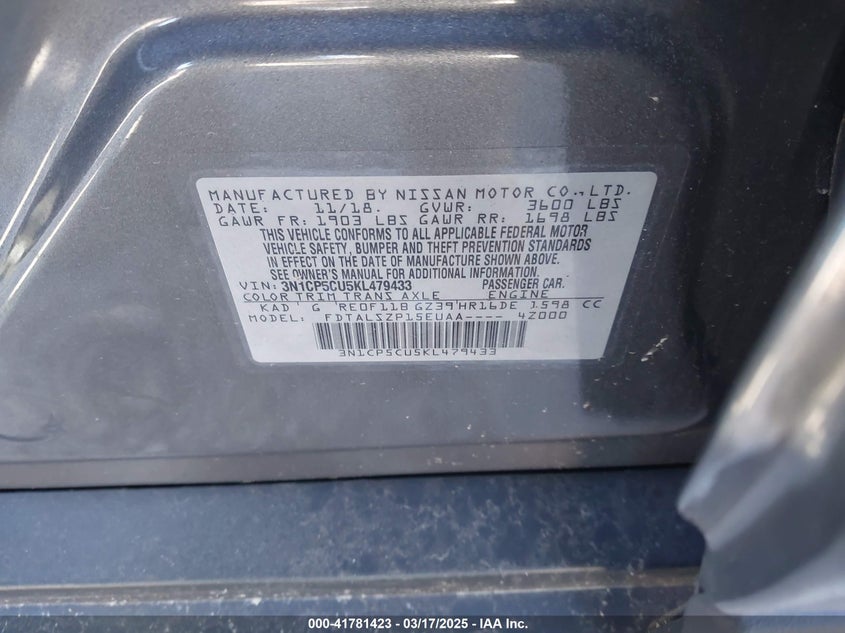 MANUFACTURED BY NISSAN MOTOR CO.,LTD.
DATE: 11/18. GVWR: 3600 LBS
GAWR FR: 1903 LBS GAWR RR: 1698 LBS
THIS VEHICLE CONFORMS TO ALL APPLICABLE FEDERAL MOTOR
VEHICLE SAFETY, BUMPER AND THEFT PREVENTION STANDARDS
IN EFFECT ON THE DATE OF MANUFACTURE SHOWN ABOVE.
SEE OWNER'S MANUAL FOR ADDITIONAL INFORMATION.
VIN: 3N1CP5CU5KL479433 PASSENGER CAR.
COLOR TRIM TRANS AXLE ENGINE
KAD G RE0F11B GZ39 HR16DE 1598 CC
MODEL FDTALSZP15EUAA---- 4Z000
3N1CP5CU5KL479433
000-41781423 - 03/17/2025 - IAA Inc.